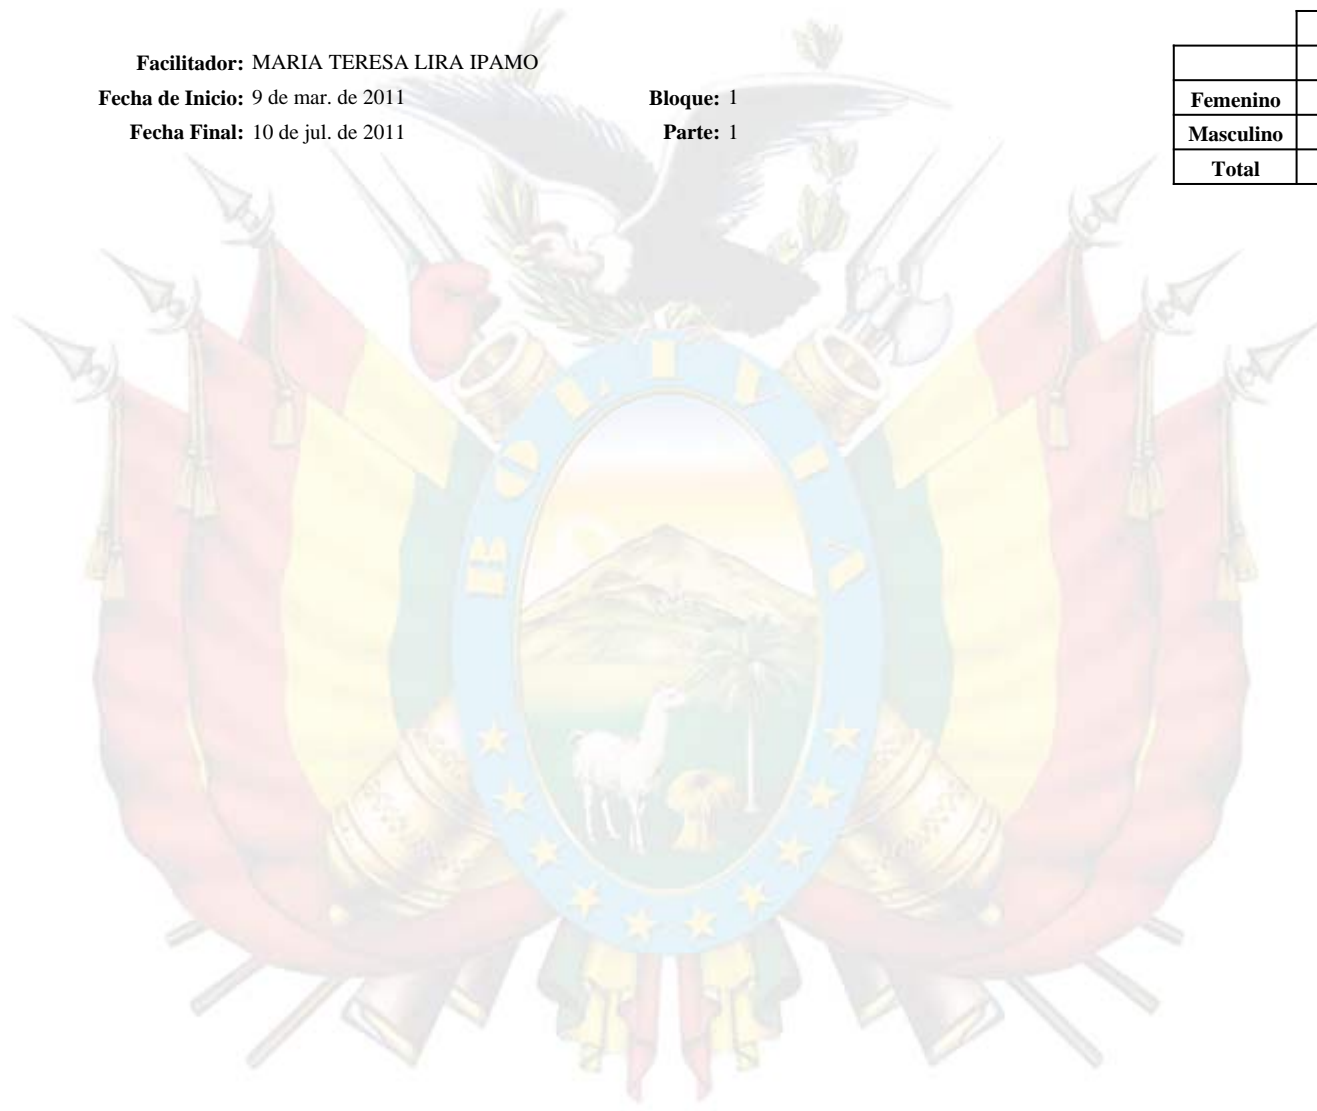 Facilitador: MARIA TERESA LIRA IPAMO
Fecha de Inicio: 9 de mar. de 2011 Bloque: 1
Fecha Final: 10 de jul. de 2011 Parte: 1
Femenino
Masculino
Total
BOLIVIA